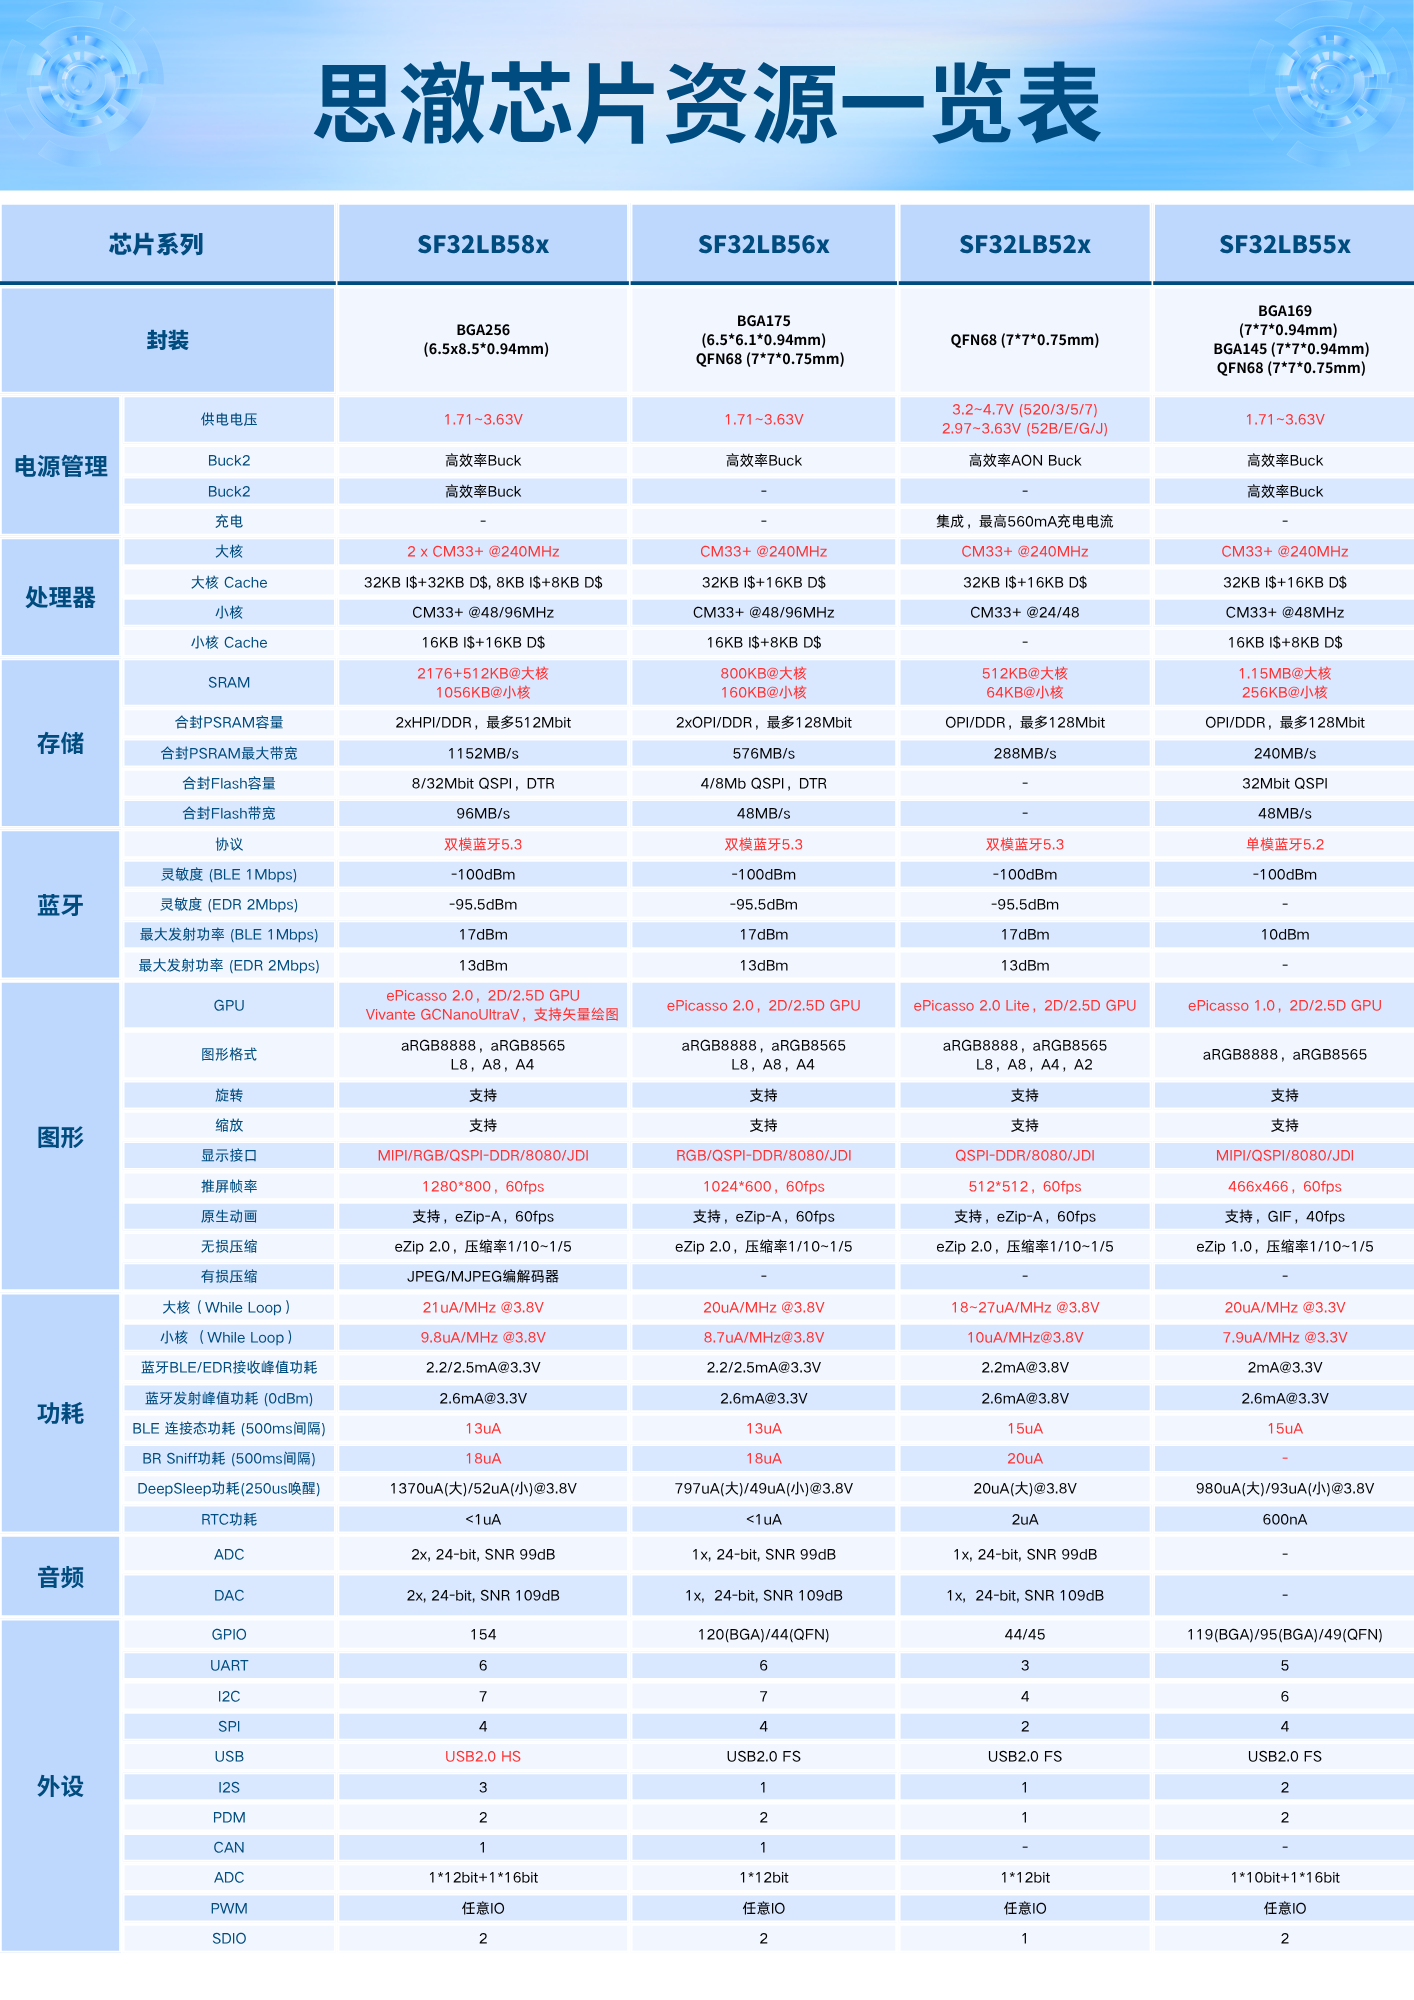 思澈芯片资源一览表
芯片系列 SF32LB58x SF32LB56x SF32LB52x SF32LB55x
封装
BGA256
(6.5x8.5*0.94mm)
BGA175
(6.5*6.1*0.94mm)
QFN68 (7*7*0.75mm)
QFN68 (7*7*0.75mm)
BGA169
(7*7*0.94mm)
BGA145 (7*7*0.94mm)
QFN68 (7*7*0.75mm)
电源管理
供电电压 1.71~3.63V 1.71~3.63V
3.2~4.7V (520/3/5/7)
2.97~3.63V (52B/E/G/J)
1.71~3.63V
Buck2 高效率Buck 高效率Buck 高效率AON Buck 高效率Buck
Buck2 高效率Buck - - 高效率Buck
充电 - - 集成，最高560mA充电电流 -
处理器
大核 2 x CM33+ @240MHz CM33+ @240MHz CM33+ @240MHz CM33+ @240MHz
大核 Cache 32KB I$+32KB D$, 8KB I$+8KB D$ 32KB I$+16KB D$ 32KB I$+16KB D$ 32KB I$+16KB D$
小核 CM33+ @48/96MHz CM33+ @48/96MHz CM33+ @24/48 CM33+ @48MHz
小核 Cache 16KB I$+16KB D$ 16KB I$+8KB D$ - 16KB I$+8KB D$
存储
SRAM
2176+512KB@大核
1056KB@小核
800KB@大核
160KB@小核
512KB@大核
64KB@小核
1.15MB@大核
256KB@小核
合封PSRAM容量 2xHPI/DDR，最多512Mbit 2xOPI/DDR，最多128Mbit OPI/DDR，最多128Mbit OPI/DDR，最多128Mbit
合封PSRAM最大带宽 1152MB/s 576MB/s 288MB/s 240MB/s
合封Flash容量 8/32Mbit QSPI，DTR 4/8Mb QSPI，DTR - 32Mbit QSPI
合封Flash带宽 96MB/s 48MB/s - 48MB/s
蓝牙
协议 双模蓝牙5.3 双模蓝牙5.3 双模蓝牙5.3 单模蓝牙5.2
灵敏度 (BLE 1Mbps) -100dBm -100dBm -100dBm -100dBm
灵敏度 (EDR 2Mbps) -95.5dBm -95.5dBm -95.5dBm -
最大发射功率 (BLE 1Mbps) 17dBm 17dBm 17dBm 10dBm
最大发射功率 (EDR 2Mbps) 13dBm 13dBm 13dBm -
图形
GPU
ePicasso 2.0，2D/2.5D GPU
Vivante GCNanoUltraV，支持矢量绘图
ePicasso 2.0，2D/2.5D GPU
ePicasso 2.0 Lite，2D/2.5D GPU
ePicasso 1.0，2D/2.5D GPU
图形格式
aRGB8888，aRGB8565
L8，A8，A4
aRGB8888，aRGB8565
L8，A8，A4
aRGB8888，aRGB8565
L8，A8，A4，A2
aRGB8888，aRGB8565
旋转 支持 支持 支持 支持
缩放 支持 支持 支持 支持
显示接口 MIPI/RGB/QSPI-DDR/8080/JDI RGB/QSPI-DDR/8080/JDI QSPI-DDR/8080/JDI MIPI/QSPI/8080/JDI
推屏帧率 1280*800，60fps 1024*600，60fps 512*512，60fps 466x466，60fps
原生动画 支持，eZip-A，60fps 支持，eZip-A，60fps 支持，eZip-A，60fps 支持，GIF，40fps
无损压缩 eZip 2.0，压缩率1/10~1/5 eZip 2.0，压缩率1/10~1/5 eZip 2.0，压缩率1/10~1/5 eZip 1.0，压缩率1/10~1/5
有损压缩 JPEG/MJPEG编解码器 - - -
功耗
大核（While Loop） 21uA/MHz @3.8V 20uA/MHz @3.8V 18~27uA/MHz @3.8V 20uA/MHz @3.3V
小核 （While Loop） 9.8uA/MHz @3.8V 8.7uA/MHz@3.8V 10uA/MHz@3.8V 7.9uA/MHz @3.3V
蓝牙BLE/EDR接收峰值功耗 2.2/2.5mA@3.3V 2.2/2.5mA@3.3V 2.2mA@3.8V 2mA@3.3V
蓝牙发射峰值功耗 (0dBm) 2.6mA@3.3V 2.6mA@3.3V 2.6mA@3.8V 2.6mA@3.3V
BLE 连接态功耗 (500ms间隔) 13uA 13uA 15uA 15uA
BR Sniff功耗 (500ms间隔) 18uA 18uA 20uA -
DeepSleep功耗(250us唤醒) 1370uA(大)/52uA(小)@3.8V 797uA(大)/49uA(小)@3.8V 20uA(大)@3.8V 980uA(大)/93uA(小)@3.8V
RTC功耗 <1uA <1uA 2uA 600nA
音频
ADC 2x, 24-bit, SNR 99dB 1x, 24-bit, SNR 99dB 1x, 24-bit, SNR 99dB -
DAC 2x, 24-bit, SNR 109dB 1x, 24-bit, SNR 109dB 1x, 24-bit, SNR 109dB -
外设
GPIO 154 120(BGA)/44(QFN) 44/45 119(BGA)/95(BGA)/49(QFN)
UART 6 6 3 5
I2C 7 7 4 6
SPI 4 4 2 4
USB USB2.0 HS USB2.0 FS USB2.0 FS USB2.0 FS
I2S 3 1 1 2
PDM 2 2 1 2
CAN 1 1 - -
ADC 1*12bit+1*16bit 1*12bit 1*12bit 1*10bit+1*16bit
PWM 任意IO 任意IO 任意IO 任意IO
SDIO 2 2 1 2